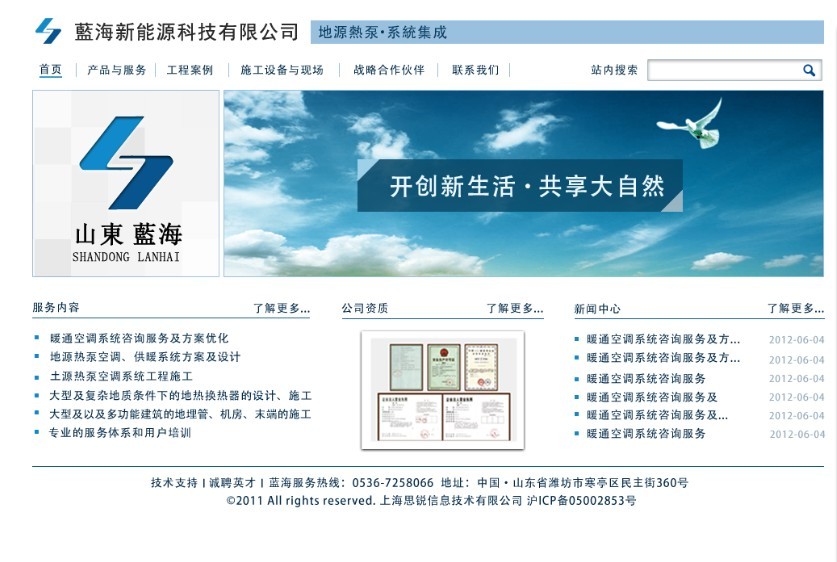 藍海新能源科技有限公司 地源熱泵·系統集成
首页 产品与服务 工程案例 施工设备与现场 战略合作伙伴 联系我们 站内搜索
开创新生活·共享大自然
山東 藍海
SHANDONG LANHAI
服务内容 了解更多...
暖通空调系统咨询服务及方案优化
地源热泵空调、供暖系统方案及设计
土源热泵空调系统工程施工
大型及复杂地质条件下的地热换热器的设计、施工
大型及以及多功能建筑的地埋管、机房、末端的施工
专业的服务体系和用户培训
公司资质 了解更多...
新闻中心 了解更多...
暖通空调系统咨询服务及方... 2012-06-04
暖通空调系统咨询服务及方... 2012-06-04
暖通空调系统咨询服务 2012-06-04
暖通空调系统咨询服务及 2012-06-04
暖通空调系统咨询服务及... 2012-06-04
暖通空调系统咨询服务 2012-06-04
技术支持 | 诚聘英才 | 蓝海服务热线：0536-7258066 地址：中国·山东省潍坊市寒亭区民主街360号
©2011 All rights reserved. 上海思锐信息技术有限公司 沪ICP备05002853号